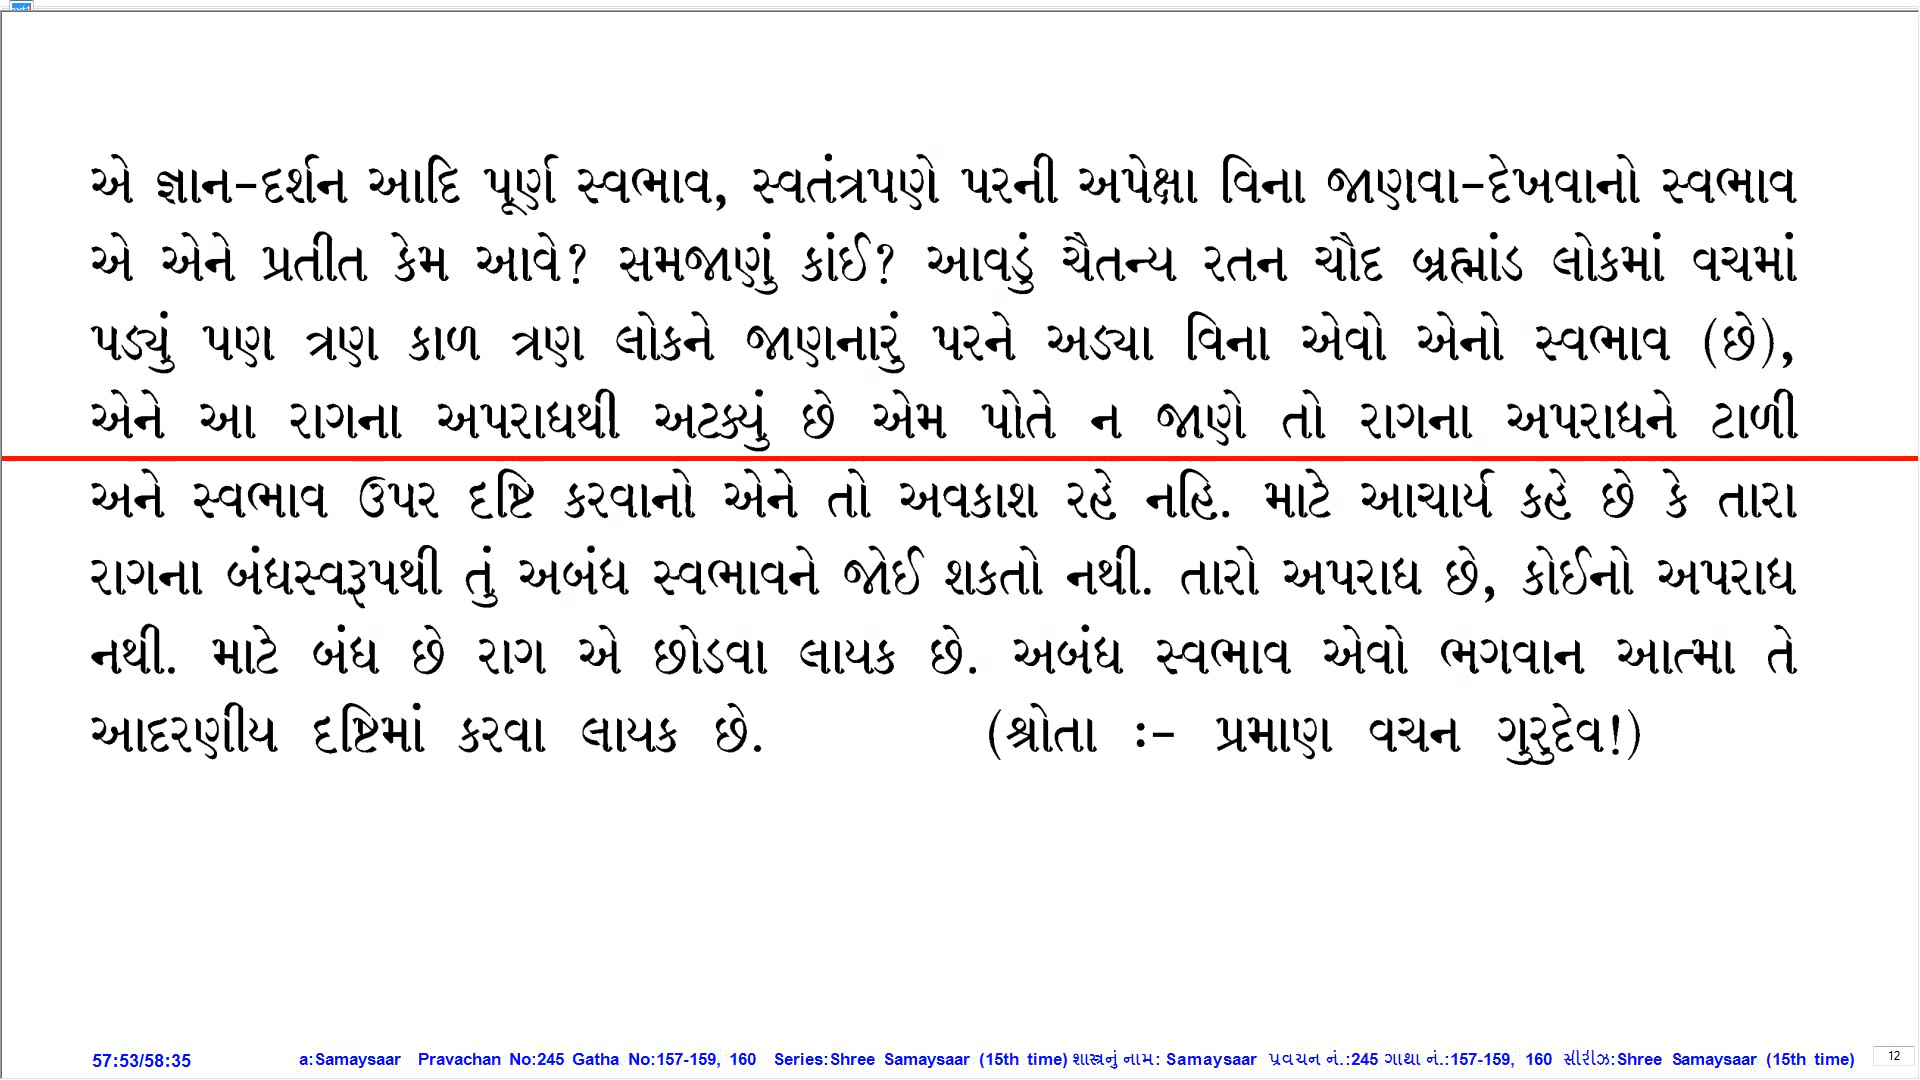 એ જ્ઞાન-દર્શન આદિ પૂર્ણ સ્વભાવ, સ્વતંત્રપણે પરની અપેક્ષા વિના જાણવા-દેખવાનો સ્વભાવ
એ એને પ્રતીત કેમ આવે? સમજાણું કાંઈ? આવડું ચૈતન્ય રતન ચૌદ બ્રહ્માંડ લોકમાં વચમાં
પડ્યું પણ ત્રણ કાળ ત્રણ લોકને જાણનારું પરને અડ્યા વિના એવો એનો સ્વભાવ (છે),
એને આ રાગના અપરાધથી અટક્યું છે એમ પોતે ન જાણે તો રાગના અપરાધને ટાળી
અને સ્વભાવ ઉપર દૃષ્ટિ કરવાનો એને તો અવકાશ રહે નહિ. માટે આચાર્ય કહે છે કે તારા
રાગના બંધસ્વરૂપથી તું અબંધ સ્વભાવને જોઈ શકતો નથી. તારો અપરાધ છે, કોઈનો અપરાધ
નથી. માટે બંધ છે રાગ એ છોડવા લાયક છે. અબંધ સ્વભાવ એવો ભગવાન આત્મા તે
આદરણીય દૃષ્ટિમાં કરવા લાયક છે. (શ્રોતા :- પ્રમાણ વચન ગુરુદેવ!)
57:53/58:35 a:Samaysaar Pravachan No:245 Gatha No:157-159, 160 Series:Shree Samaysaar (15th time) શાસ્ત્રનું નામ: Samaysaar પ્રવચન નં.:245 ગાથા નં.:157-159, 160 સીરીઝ:Shree Samaysaar (15th time) 12